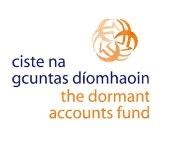 ciste na
gcuntas díomhaoin
the dormant
accounts fund